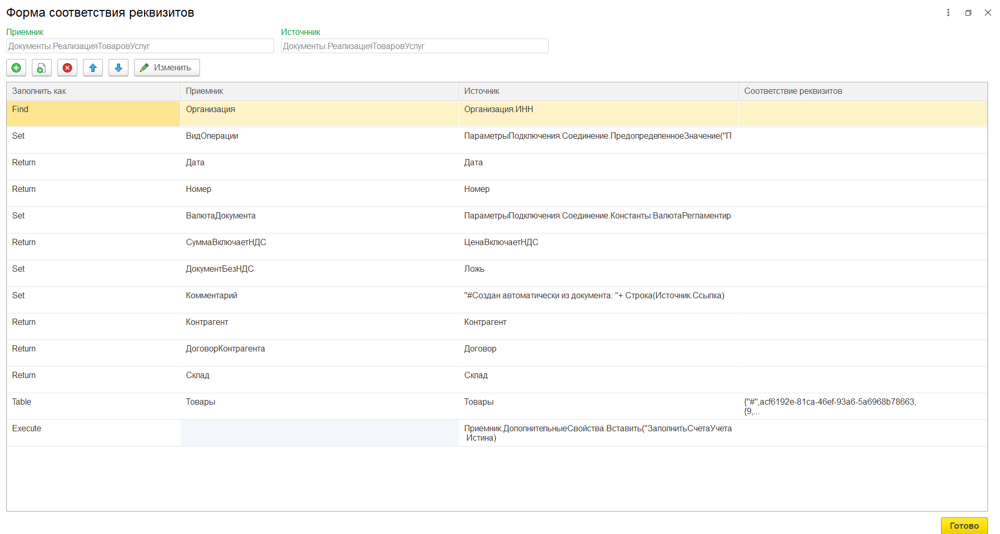 Форма соответствия реквизитов
Приемник Источнник
Документы.РеализацияТоваровУслуг Документы.РеализацияТоваровУслуг
Изменить
Заполнить как Приемник Источник Соответствие реквизитов
Find Организация Организация.ИНН
Set ВидОперации ПараметрыПодключения.Соединение.ПредопределенноеЗначение("П
Return Дата Дата
Return Номер Номер
Set ВалютаДокумента ПараметрыПодключения.Соединение.Константы.ВалютаРегламентир
Return СуммаВключаетНДС ЦенаВключаетНДС
Set ДокументБезНДС Ложь
Set Комментарий "#Создан автоматически из документа: "+ Строка(Источник.Ссылка)
Return Контрагент Контрагент
Return ДоговорКонтрагента Договор
Return Склад Склад
Table Товары Товары {"#",acf6192e-81ca-46ef-93a6-5a6968b78663,
{9,...
Execute Приемник.ДополнительныеСвойства.Вставить("ЗаполнитьСчетаУчета
Истина)
Готово